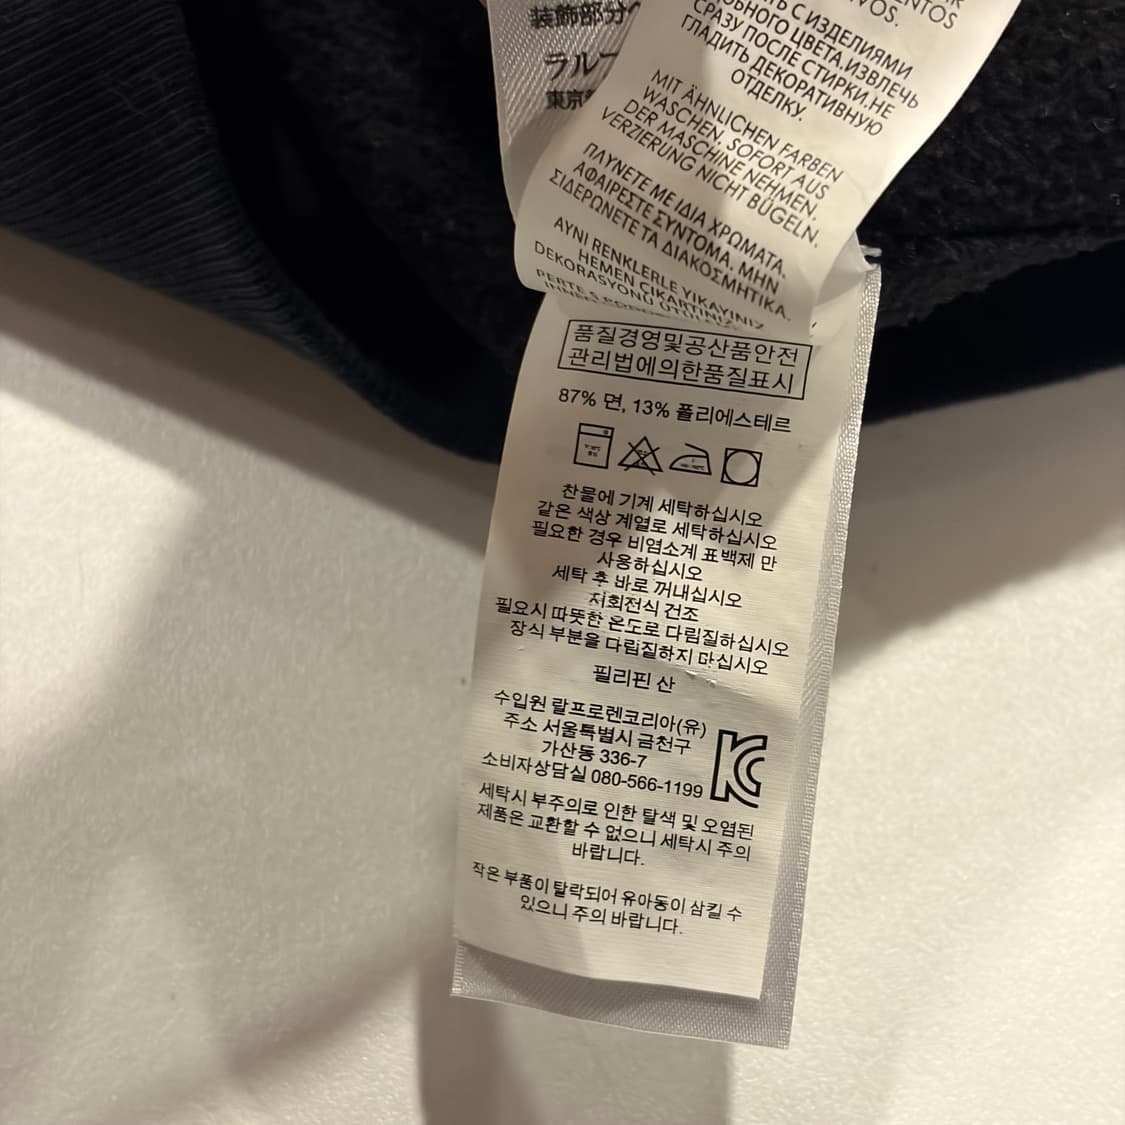 装飾部分
ラルー
東京
ENTOS
IVOS.
С ИЗДЕЛИЯМИ
ЦВЕТА.ИЗВЛЕЧЬ
СРАЗУ ПОСЛЕ СТИРКИ.НЕ
ГЛАДИТЬ ДЕКОРАТИВНУЮ
ОТДЕЛКУ.
MIT ÄHNLICHEN FARBEN
WASCHEN. SOFORT AUS
DER MASCHINE NEHMEN.
VERZIERUNG NICHT BÜGELN.
ΠΛΥΝΕΤΕ ΜΕ ΙΔΙΑ ΧΡΩΜΑΤΑ.
ΑΦΑΙΡΕΣΤΕ ΣΥΝΤΟΜΑ. ΜΗΝ
ΣΙΔΕΡΩΝΕΤΕ ΤΑ ΔΙΑΚΟΣΜΗΤΙΚΑ.
AYNI RENKLERLE YIKAYINIZ
HEMEN ÇIKARTINIZ
DEKORASYONU ÜTÜLEMEYİNİZ
품질경영및공산품안전
관리법에의한품질표시
87% 면, 13% 폴리에스테르
찬물에 기계 세탁하십시오
같은 색상 계열로 세탁하십시오
필요한 경우 비염소계 표백제 만
사용하십시오
세탁 후 바로 꺼내십시오
저회전식 건조
필요시 따뜻한 온도로 다림질하십시오
장식 부분을 다림질하지 마십시오
필리핀 산
수입원 랄프로렌코리아(유)
주소 서울특별시 금천구
가산동 336-7
소비자상담실 080-566-1199
세탁시 부주의로 인한 탈색 및 오염된
제품은 교환할 수 없으니 세탁시 주의
바랍니다.
작은 부품이 탈락되어 유아동이 삼킬 수
있으니 주의 바랍니다.